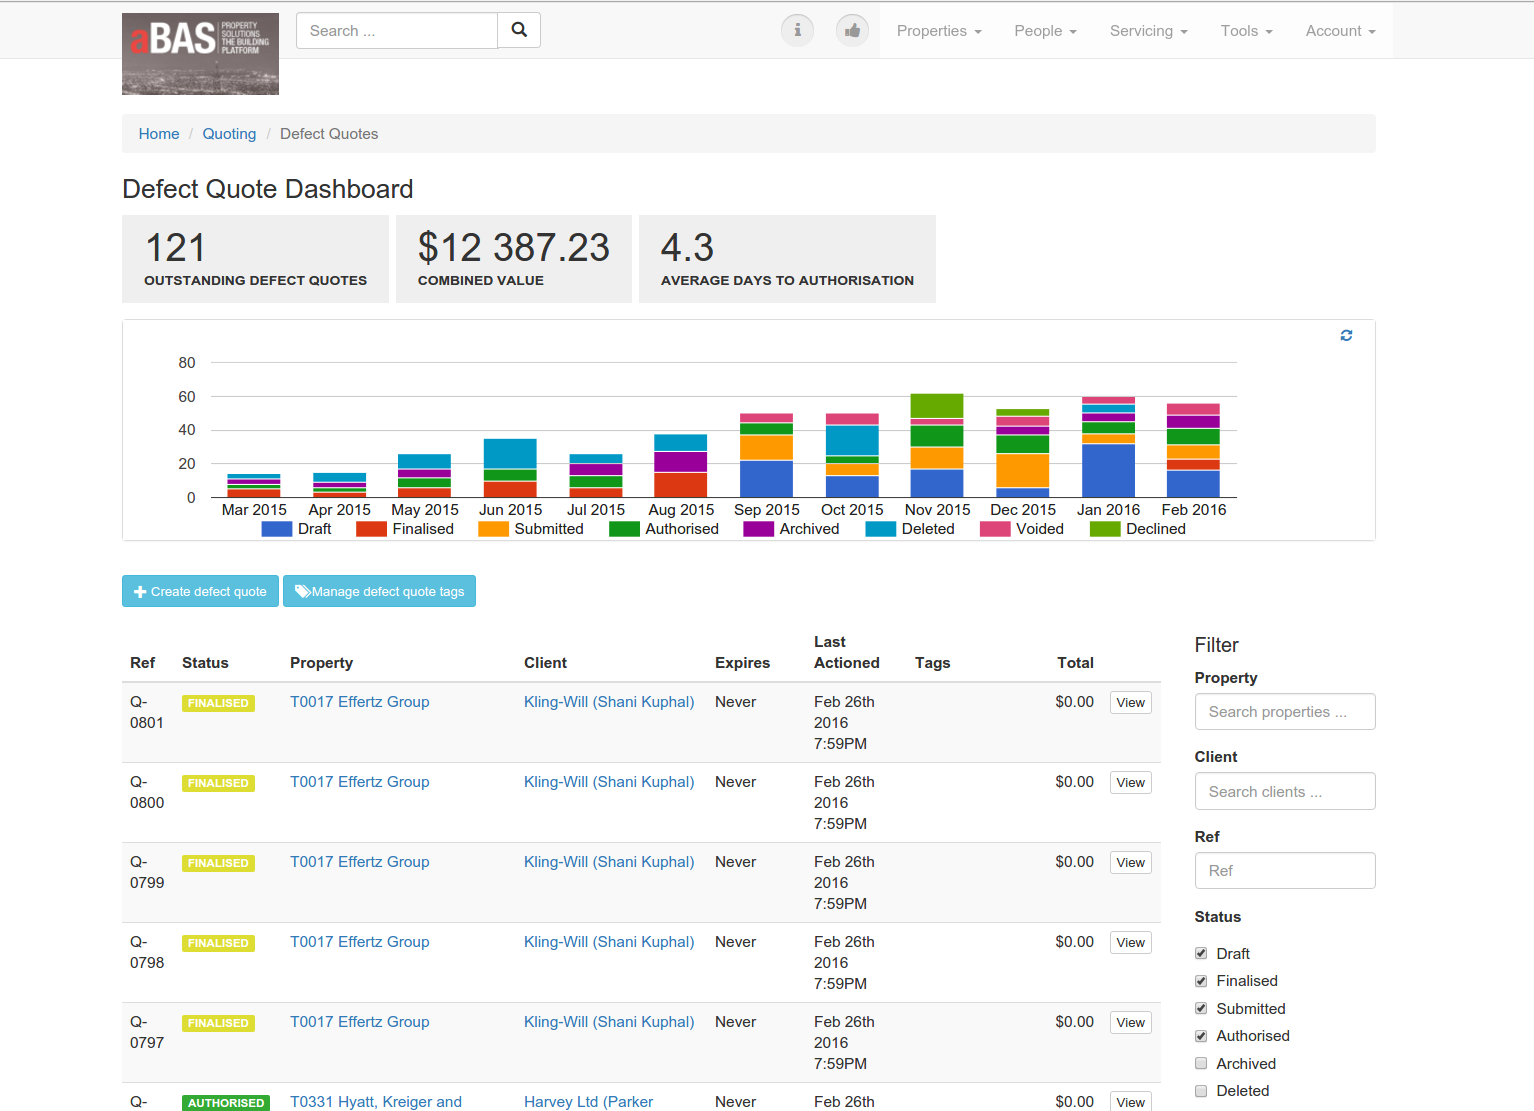 aBAS PROPERTY SOLUTIONS THE BUILDING PLATFORM
Search ...
Properties People Servicing Tools Account
Home / Quoting / Defect Quotes
Defect Quote Dashboard
121 $12 387.23 4.3
OUTSTANDING DEFECT QUOTES COMBINED VALUE AVERAGE DAYS TO AUTHORISATION
80
60
40
20
0
Mar 2015 Apr 2015 May 2015 Jun 2015 Jul 2015 Aug 2015 Sep 2015 Oct 2015 Nov 2015 Dec 2015 Jan 2016 Feb 2016
Draft Finalised Submitted Authorised Archived Deleted Voided Declined
Create defect quote Manage defect quote tags
Ref Status Property Client Expires Last Actioned Tags Total
Q-0801 FINALISED T0017 Effertz Group Kling-Will (Shani Kuphal) Never Feb 26th 2016 7:59PM $0.00 View
Q-0800 FINALISED T0017 Effertz Group Kling-Will (Shani Kuphal) Never Feb 26th 2016 7:59PM $0.00 View
Q-0799 FINALISED T0017 Effertz Group Kling-Will (Shani Kuphal) Never Feb 26th 2016 7:59PM $0.00 View
Q-0798 FINALISED T0017 Effertz Group Kling-Will (Shani Kuphal) Never Feb 26th 2016 7:59PM $0.00 View
Q-0797 FINALISED T0017 Effertz Group Kling-Will (Shani Kuphal) Never Feb 26th 2016 7:59PM $0.00 View
Q- AUTHORISED T0331 Hyatt, Kreiger and Harvey Ltd (Parker Never Feb 26th $0.00 View
Filter
Property
Search properties ...
Client
Search clients ...
Ref
Ref
Status
Draft
Finalised
Submitted
Authorised
Archived
Deleted